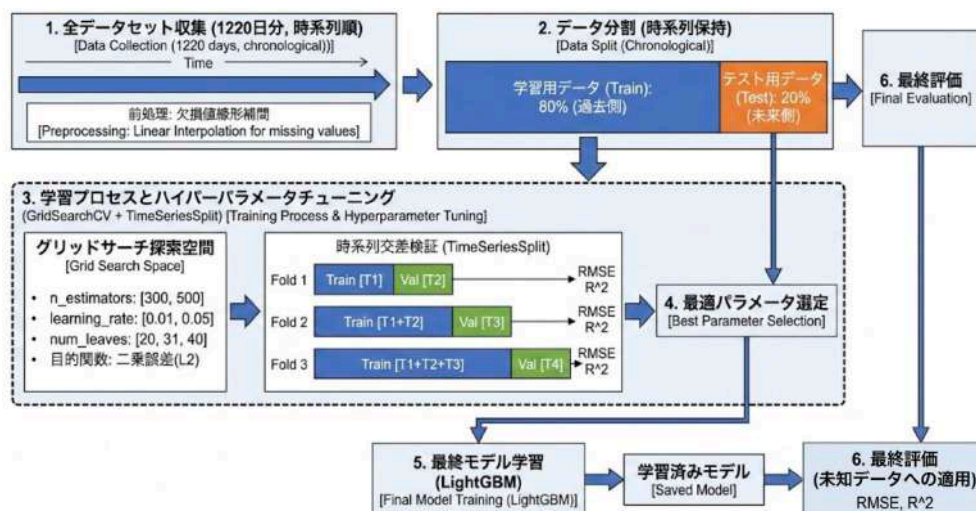 1. 全データセット収集 (1220日分, 時系列順)
[Data Collection (1220 days, chronological))]
Time
前処理: 欠損値線形補間
[Preprocessing: Linear Interpolation for missing values]
2. データ分割 (時系列保持)
[Data Split (Chronological)]
学習用データ (Train):
80% (過去側)
テスト用データ
(Test): 20%
(未来側)
6. 最終評価
[Final Evaluation]
3. 学習プロセスとハイパーパラメータチューニング
(GridSearchCV + TimeSeriesSplit) [Training Process & Hyperparameter Tuning]
グリッドサーチ探索空間
[Grid Search Space]
• n_estimators: [300, 500]
• learning_rate: [0.01, 0.05]
• num_leaves: [20, 31, 40]
• 目的関数: 二乗誤差(L2)
時系列交差検証 (TimeSeriesSplit)
Fold 1
Train [T1]
Val [T2]
RMSE
R^2
Fold 2
Train [T1+T2]
Val [T3]
RMSE
R^2
Fold 3
Train [T1+T2+T3]
Val [T4]
RMSE
R^2
4. 最適パラメータ選定
[Best Parameter Selection]
5. 最終モデル学習
(LightGBM)
[Final Model Training (LightGBM)]
学習済みモデル
[Saved Model]
6. 最終評価
(未知データへの適用)
RMSE, R^2